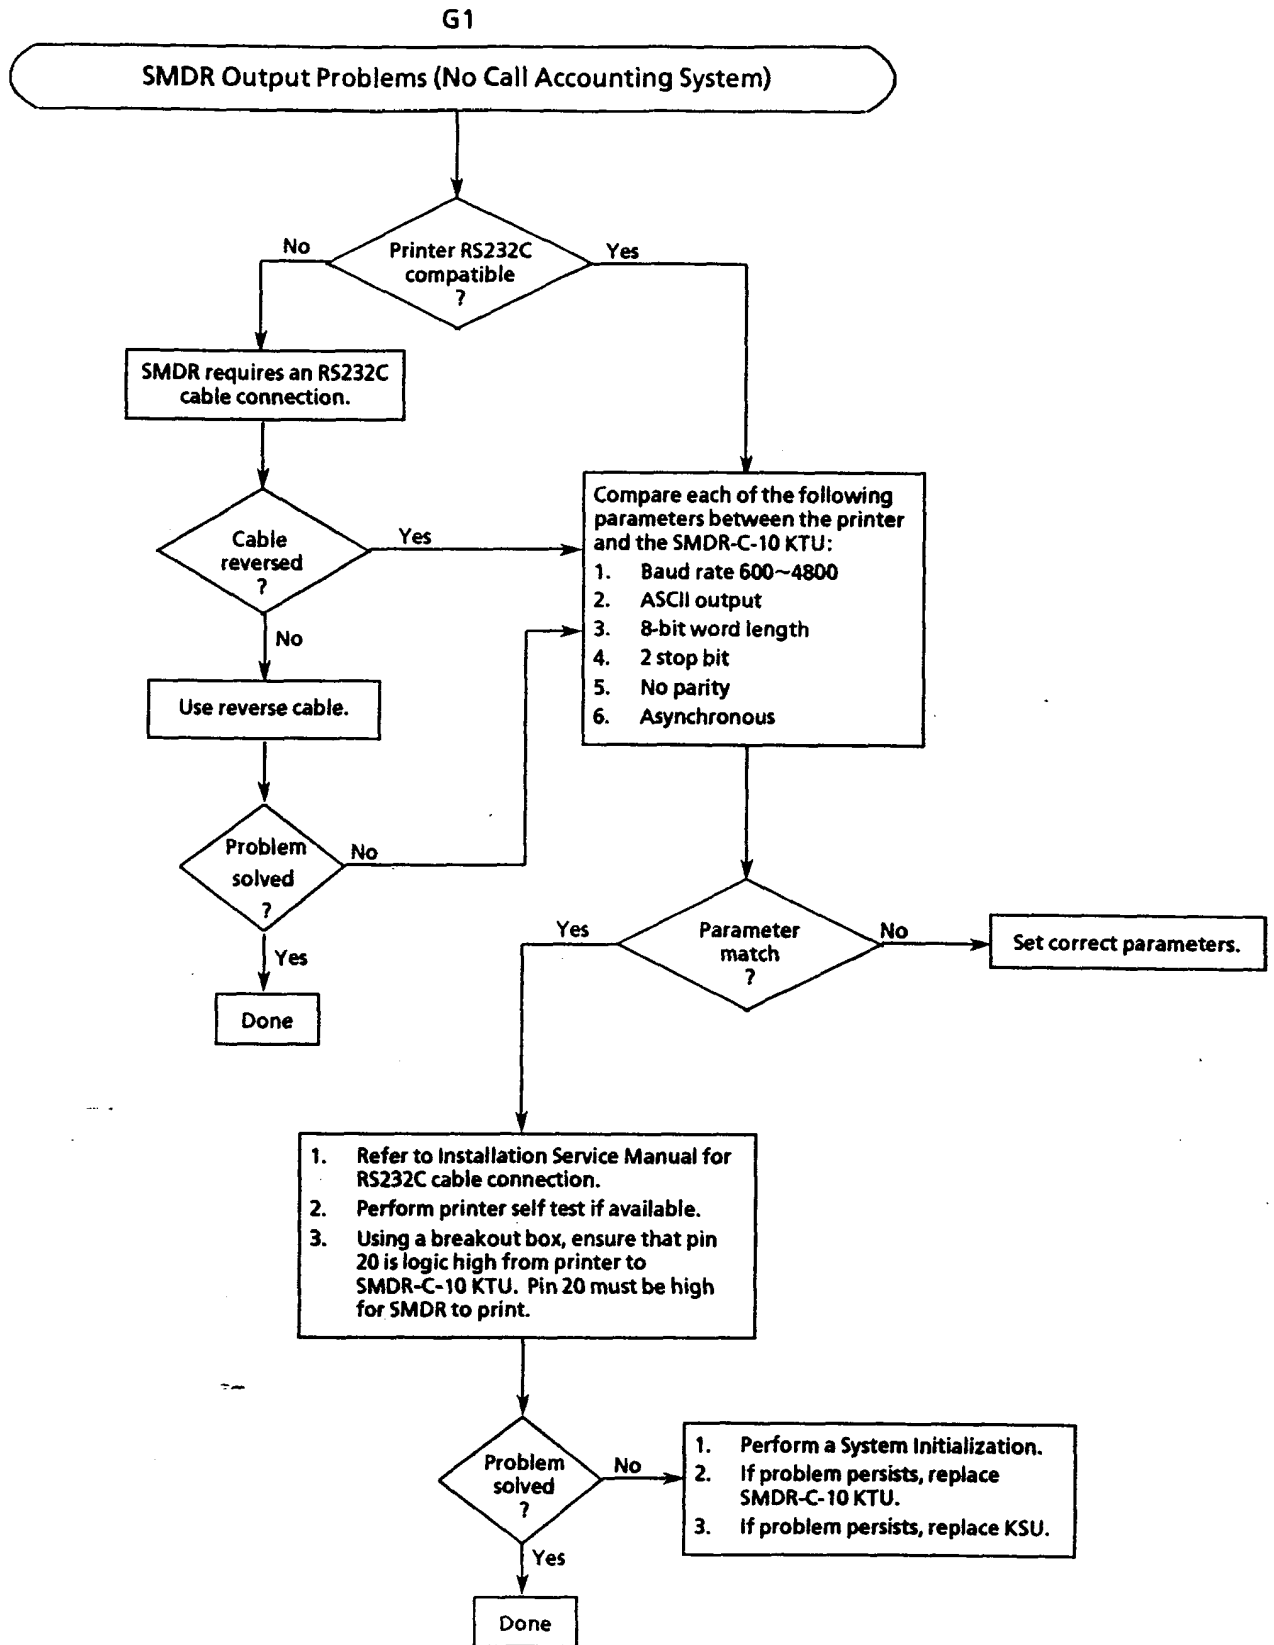 G1
SMDR Output Problems (No Call Accounting System)
No
Printer RS232C
compatible
?
Yes
SMDR requires an RS232C
cable connection.
Cable
reversed
?
Yes
No
Use reverse cable.
Problem
solved
?
No
Yes
Done
Compare each of the following
parameters between the printer
and the SMDR-C-10 KTU:
1. Baud rate 600~4800
2. ASCII output
3. 8-bit word length
4. 2 stop bit
5. No parity
6. Asynchronous
Yes
Parameter
match
?
No
Set correct parameters.
1. Refer to Installation Service Manual for
RS232C cable connection.
2. Perform printer self test if available.
3. Using a breakout box, ensure that pin
20 is logic high from printer to
SMDR-C-10 KTU. Pin 20 must be high
for SMDR to print.
Problem
solved
?
No
Yes
Done
1. Perform a System Initialization.
2. If problem persists, replace
SMDR-C-10 KTU.
3. If problem persists, replace KSU.